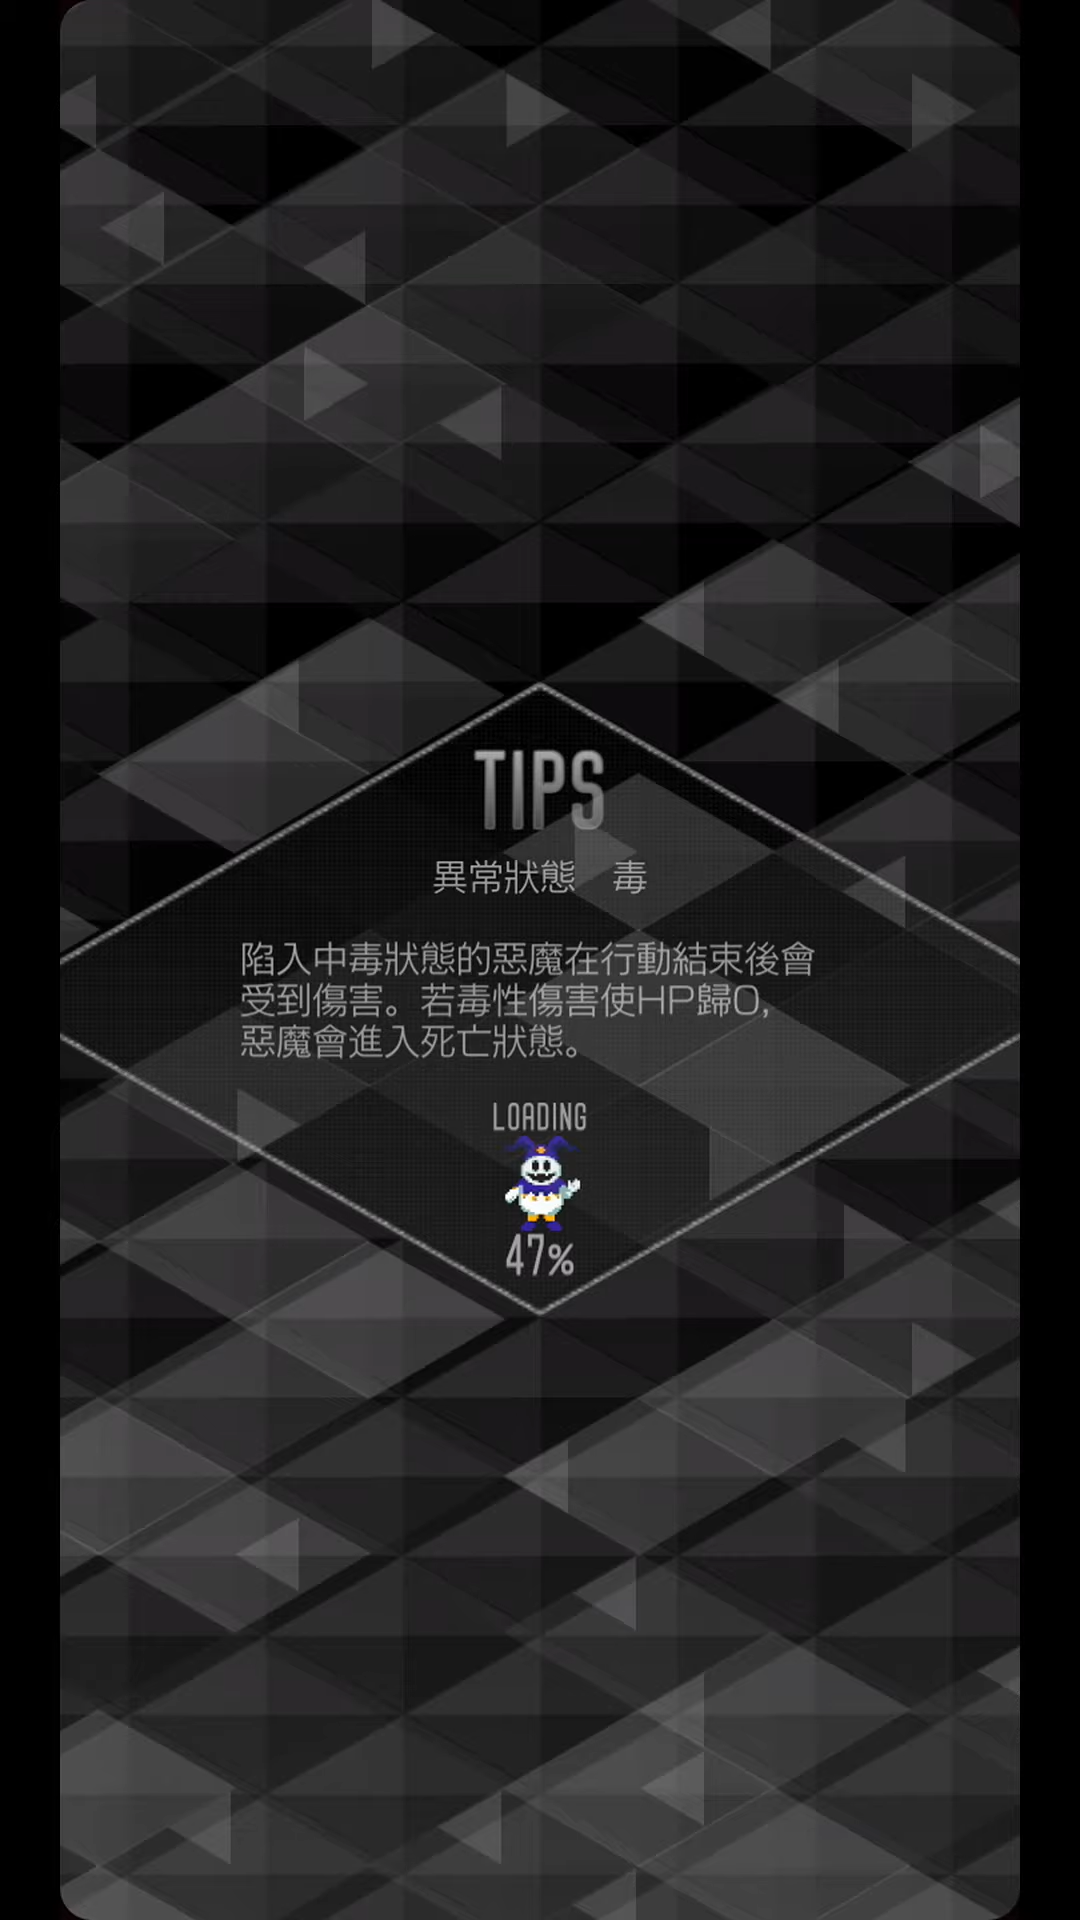 TIPS
異常狀態　毒
陷入中毒狀態的惡魔在行動結束後會
受到傷害。若毒性傷害使HP歸0,
惡魔會進入死亡狀態。
LOADING
47%